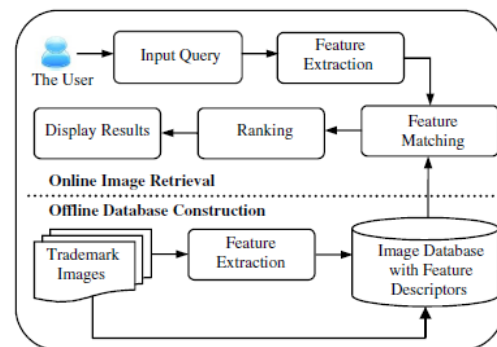 The User
Input Query
Feature
Extraction
Display Results
Ranking
Feature
Matching
Online Image Retrieval
Offline Database Construction
Trademark
Images
Feature
Extraction
Image Database
with Feature
Descriptors